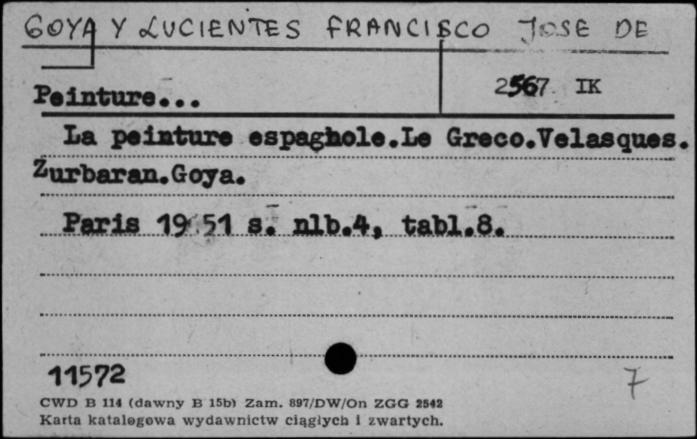 GOYA Y LUCIENTES FRANCISCO JOSE DE
Peinture...
2567 IK
La peinture espaghole.Le Greco.Velasques.
Zurbaran.Goya.
Paris 1951 s. nlb.4, tabl.8.
11572
7
CWD B 114 (dawny B 15b) Zam. 897/DW/On ZGG 2542
Karta katalogowa wydawnictw ciągłych i zwartych.